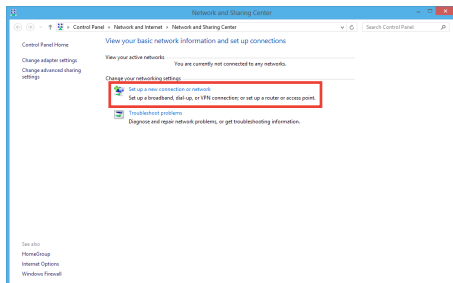 Network and Sharing Center
Control Panel Network and Internet Network and Sharing Center
Search Control Panel
Control Panel Home
Change adapter settings
Change advanced sharing
settings
View your basic network information and set up connections
View your active networks
You are currently not connected to any networks.
Change your networking settings
Set up a new connection or network
Set up a broadband, dial-up, or VPN connection; or set up a router or access point.
Troubleshoot problems
Diagnose and repair network problems, or get troubleshooting information.
See also
HomeGroup
Internet Options
Windows Firewall